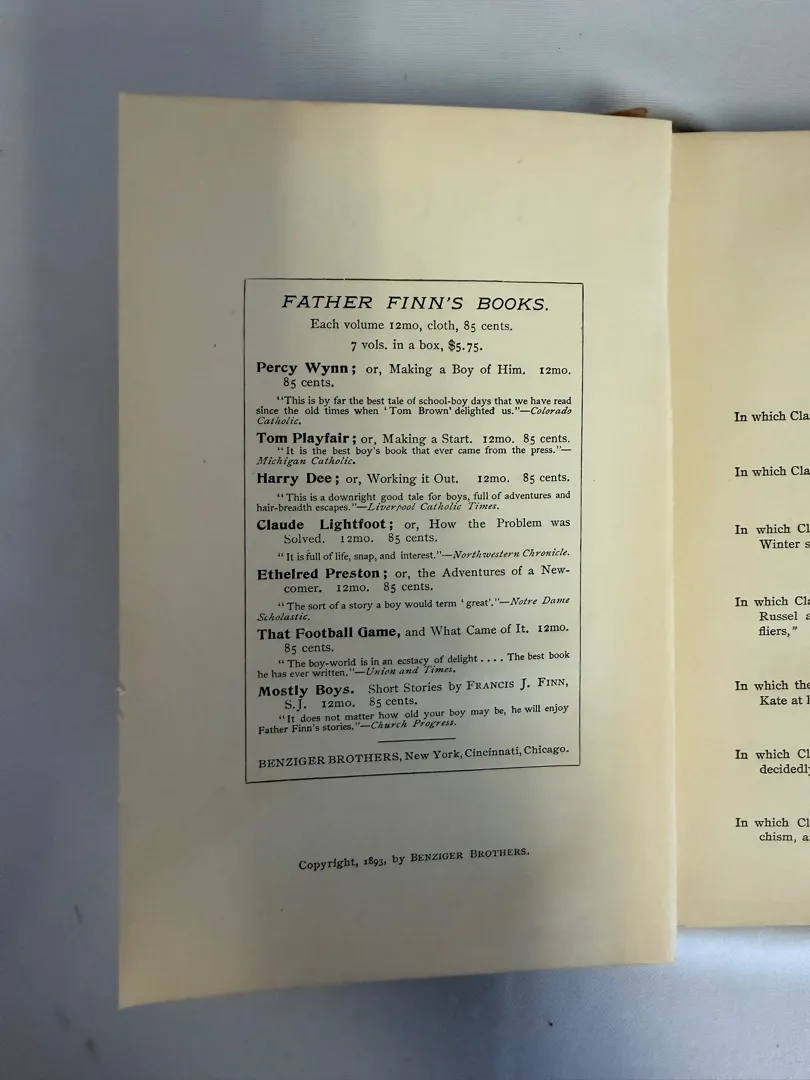 FATHER FINN'S BOOKS.
Each volume 12mo, cloth, 85 cents.
7 vols. in a box, $5.75.
Percy Wynn; or, Making a Boy of Him. 12mo.
85 cents.
"This is by far the best tale of school-boy days that we have read
since the old times when 'Tom Brown' delighted us."—Colorado
Catholic.
Tom Playfair; or, Making a Start. 12mo. 85 cents.
"It is the best boy's book that ever came from the press."—
Michigan Catholic.
Harry Dee; or, Working it Out. 12mo. 85 cents.
"This is a downright good tale for boys, full of adventures and
hair-breadth escapes."—Liverpool Catholic Times.
Claude Lightfoot; or, How the Problem was
Solved. 12mo. 85 cents.
"It is full of life, snap, and interest."—Northwestern Chronicle.
Ethelred Preston; or, the Adventures of a New-
comer. 12mo. 85 cents.
"The sort of a story a boy would term 'great'."—Notre Dame
Scholastic.
That Football Game, and What Came of It. 12mo.
85 cents.
"The boy-world is in an ecstacy of delight .... The best book
he has ever written."—Union and Times.
Mostly Boys. Short Stories by FRANCIS J. FINN,
S.J. 12mo. 85 cents.
"It does not matter how old your boy may be, he will enjoy
Father Finn's stories."—Church Progress.
BENZIGER BROTHERS, New York, Cincinnati, Chicago.
Copyright, 1893, by BENZIGER BROTHERS.
In which Cla
In which Cla
In which Cl
Winter s
In which Cla
Russel a
fliers,"
In which the
Kate at h
In which Cl
decidedly
In which Cl
chism, a